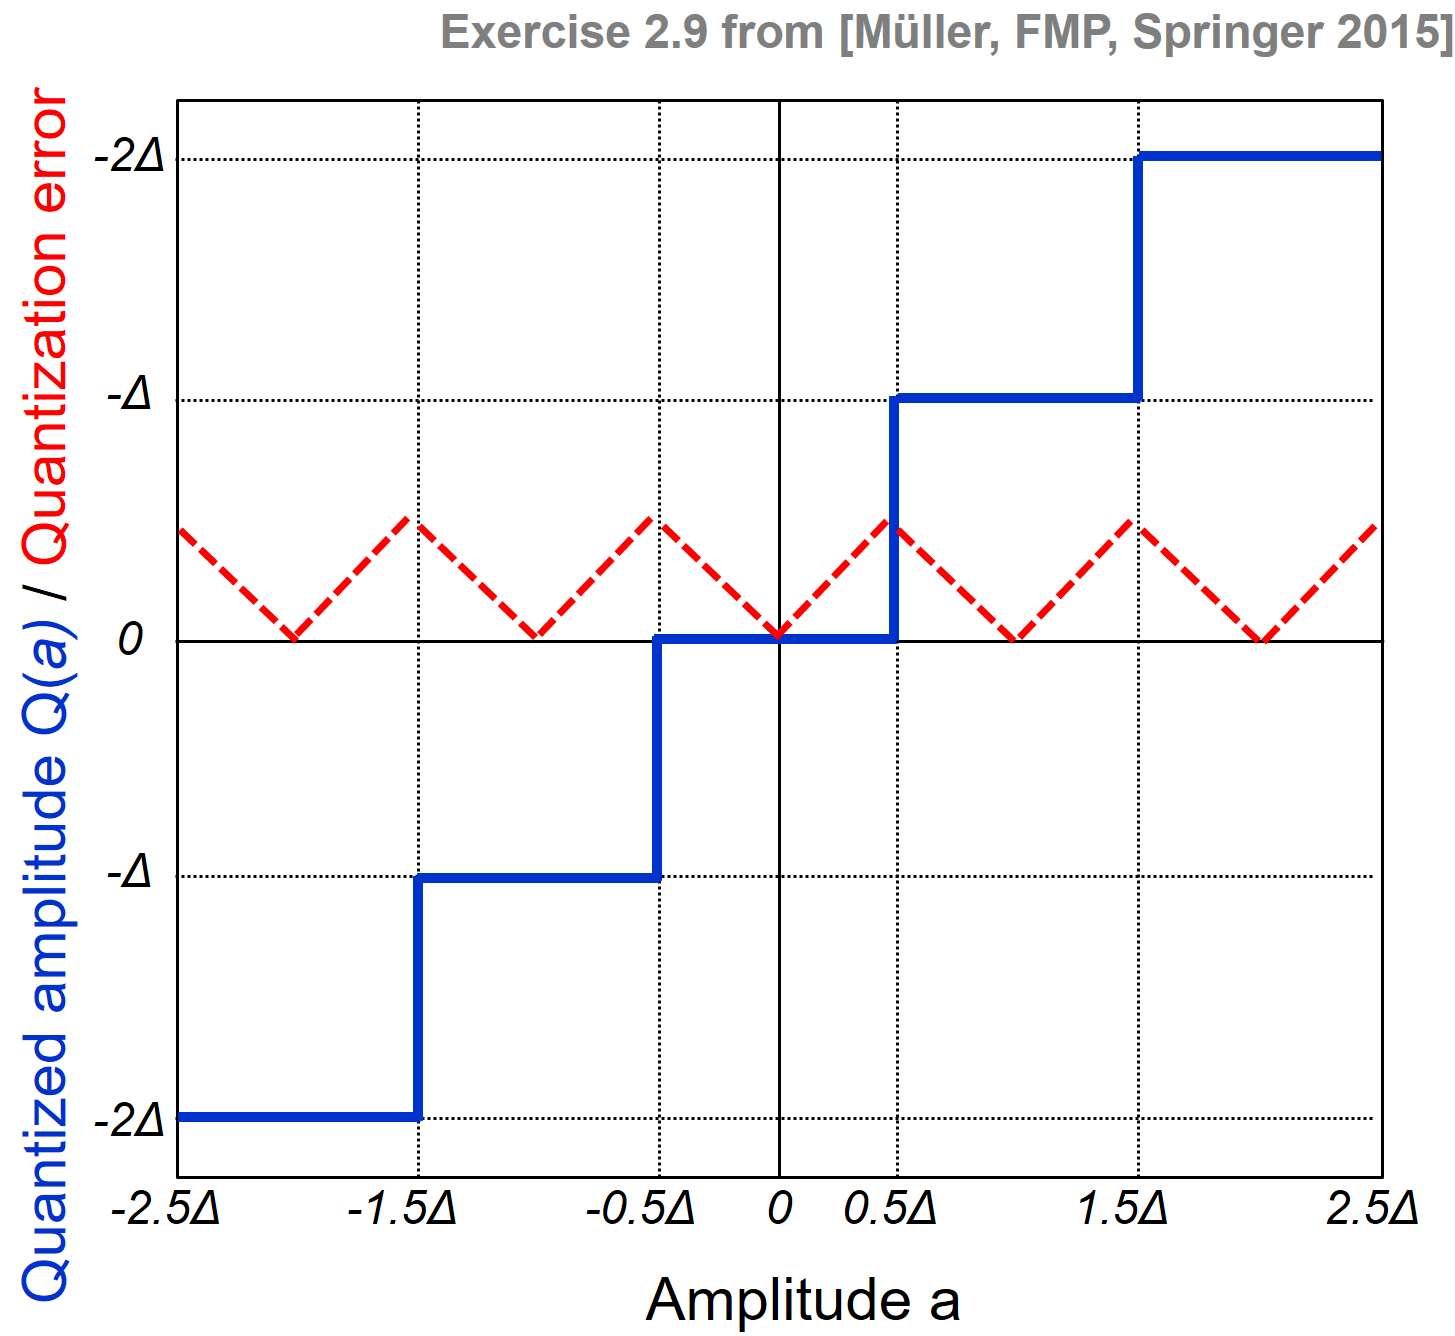 Exercise 2.9 from [Müller, FMP, Springer 2015]
Quantized amplitude Q(a) / Quantization error
-2Δ
-Δ
0
-Δ
-2Δ
-2.5Δ
-1.5Δ
-0.5Δ
0
0.5Δ
1.5Δ
2.5Δ
Amplitude a